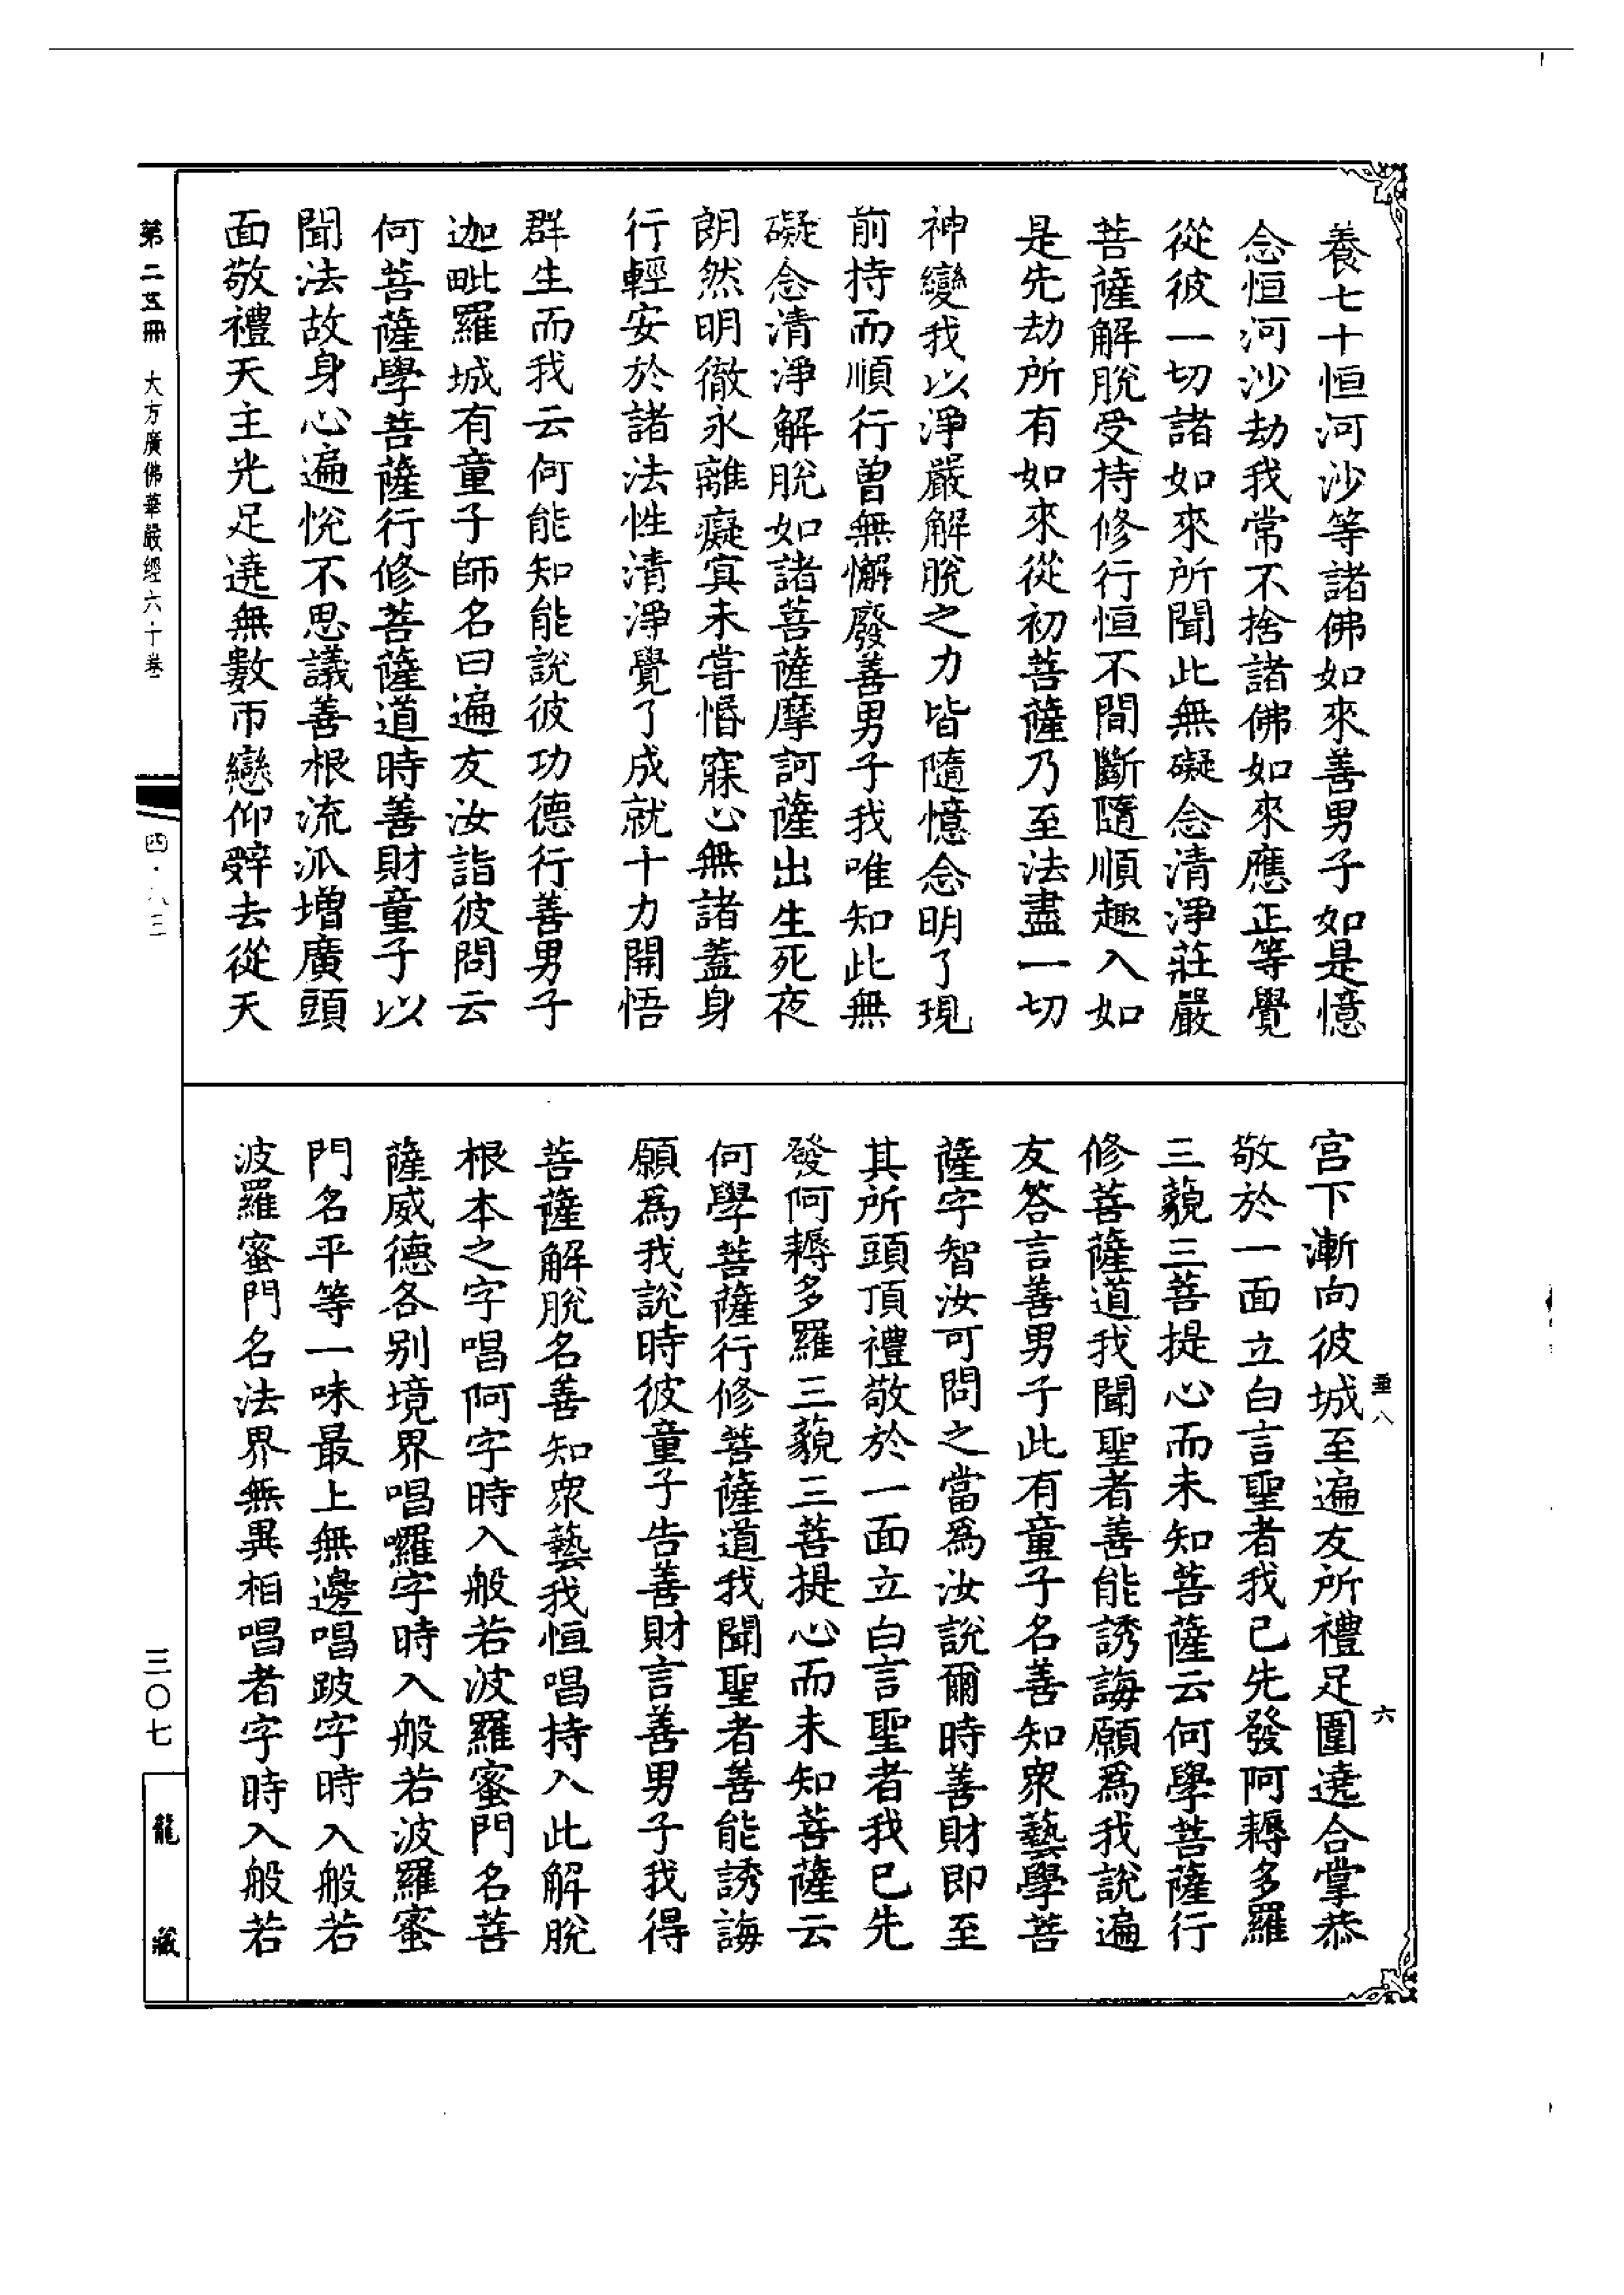 養七十恒河沙等諸佛如來善男子如是憶
念恒河沙劫我常不捨諸佛如來應正等覺
從彼一切諸如來所聞此無礙念清淨莊嚴
菩薩解脫受持修行恒不間斷隨順趣入如
是先劫所有如來從初菩薩乃至法盡一切
神變我以淨嚴解脫之力皆隨憶念明了現
前持而順行曾無懈廢善男子我唯知此無
礙念清淨解脫如諸菩薩摩訶薩出生死夜
朗然明徹永離癡冥未甞惛寐心無諸蓋身
行輕安於諸法性清淨覺了成就十力開悟
群生而我云何能知能說彼功德行善男子
迦毗羅城有童子師名曰遍友汝詣彼問云
何菩薩學菩薩行修菩薩道時善財童子以
聞法故身心遍悅不思議善根流派增廣頭
面敬禮天主光足遶無數帀戀仰辤去從天
宮下漸向彼城至遍友所禮足圍遶合掌恭
敬於一面立白言聖者我已先發阿耨多羅
三藐三菩提心而未知菩薩云何學菩薩行
修菩薩道我聞聖者善能誘誨願為我說遍
友答言善男子此有童子名善知眾藝學菩
薩字智汝可問之當為汝說爾時善財即至
其所頭頂禮敬於一面立白言聖者我已先
發阿耨多羅三藐三菩提心而未知菩薩云
何學菩薩行修菩薩道我聞聖者善能誘誨
願為我說時彼童子告善財言善男子我得
菩薩解脫名善知眾藝我恒唱持入此解脫
根本之字唱阿字時入般若波羅蜜門名菩
薩威德各別境界唱囉字時入般若波羅蜜
門名平等一味最上無邊唱跛字時入般若
波羅蜜門名法界無異相唱者字時入般若
垂八
六
第二五冊 大方廣佛華嚴經六十卷
四·八三
三〇七
龍藏